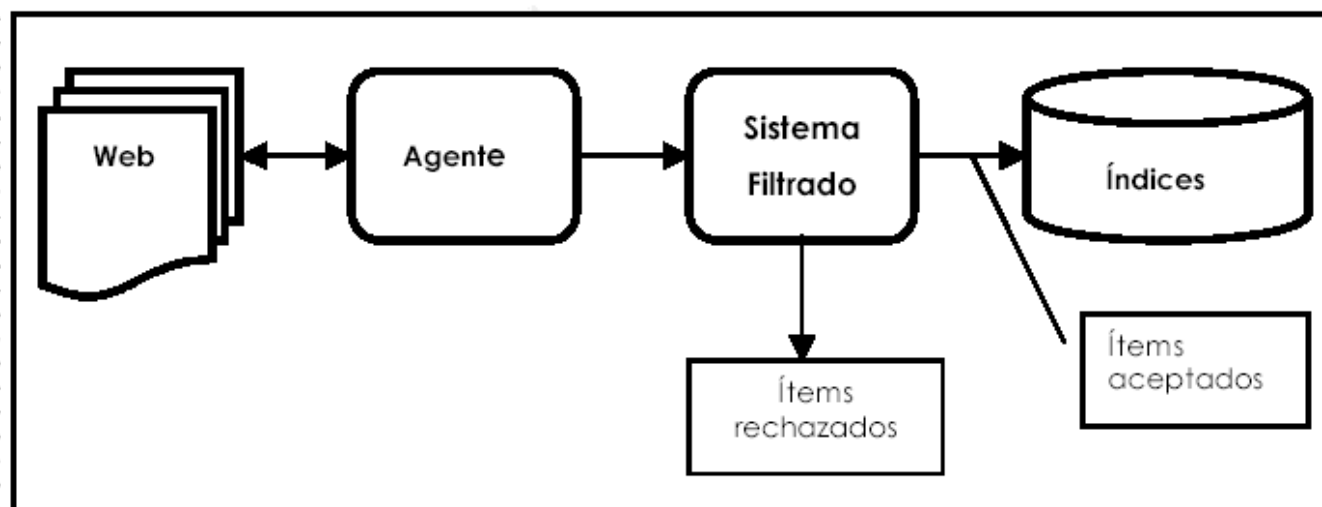 Web
Agente
Sistema
Filtrado
Índices
Ítems
rechazados
Ítems
aceptados